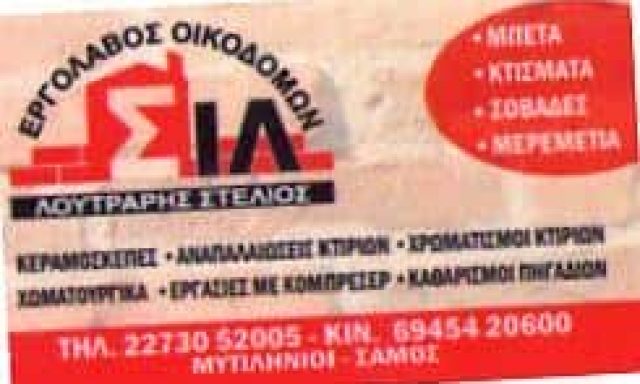 ΕΡΓΟΛΑΒΟΣ ΟΙΚΟΔΟΜΩΝ
ΣΙΛ
ΛΟΥΤΡΑΡΗΣ ΣΤΕΛΙΟΣ
• ΜΠΕΤΑ
• ΚΤΙΣΜΑΤΑ
• ΣΟΒΑΔΕΣ
• ΜΕΡΕΜΕΤΙΑ
ΚΕΡΑΜΟΣΚΕΠΕΣ • ΑΝΑΠΑΛΑΙΩΣΕΙΣ ΚΤΙΡΙΩΝ • ΧΡΩΜΑΤΙΣΜΟΙ ΚΤΙΡΙΩΝ
ΧΩΜΑΤΟΥΡΓΙΚΑ • ΕΡΓΑΣΙΕΣ ΜΕ ΚΟΜΠΡΕΣΕΡ • ΚΑΘΑΡΙΣΜΟΙ ΠΗΓΑΔΙΩΝ
ΤΗΛ. 22730 52005 - ΚΙΝ. 69454 20600
ΜΥΤΙΛΗΝΙΟΙ - ΣΑΜΟΣ